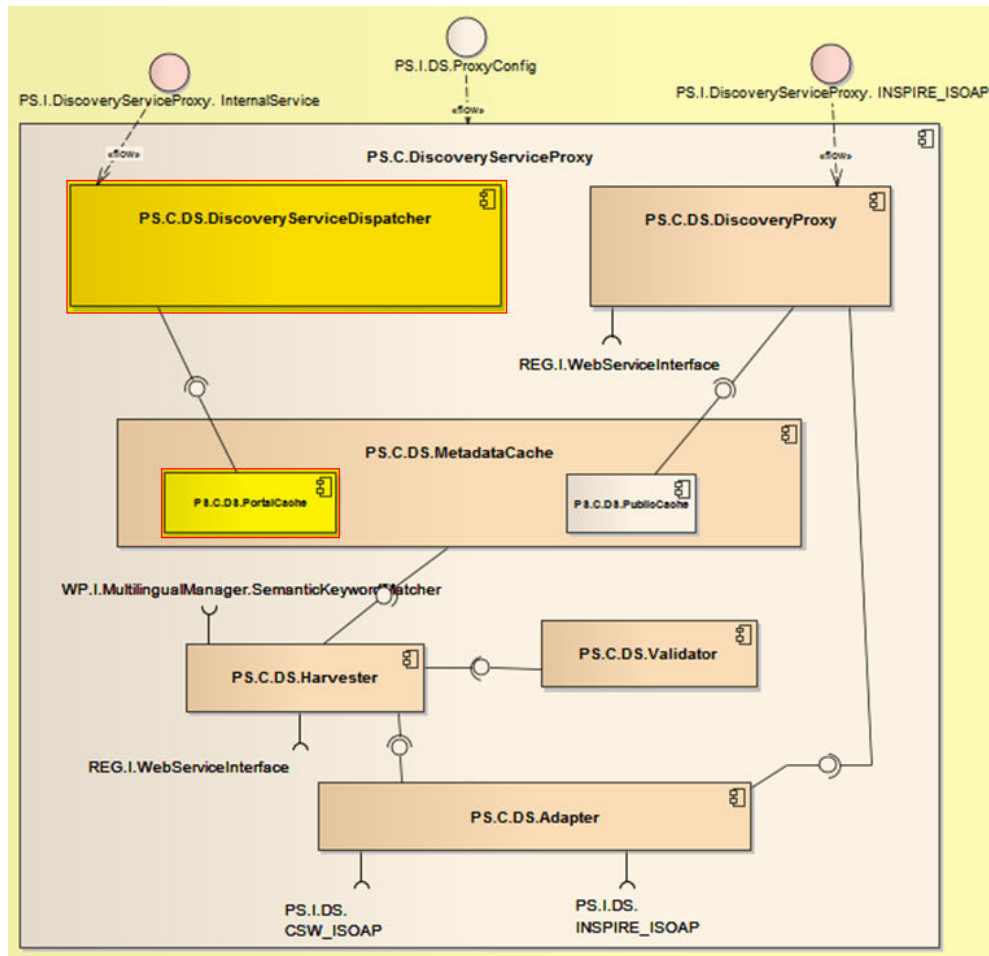 PS.I.DS.ProxyConfig
PS.I.DiscoveryServiceProxy. InternalService
PS.I.DiscoveryServiceProxy. INSPIRE_ISOAP
«flow»
«flow»
«flow»
PS.C.DiscoveryServiceProxy
PS.C.DS.DiscoveryServiceDispatcher
PS.C.DS.DiscoveryProxy
REG.I.WebServiceInterface
PS.C.DS.MetadataCache
PS.C.DS.PortalCache
PS.C.DS.PublicCache
WP.I.MultilingualManager.SemanticKeywordMatcher
PS.C.DS.Harvester
PS.C.DS.Validator
REG.I.WebServiceInterface
PS.C.DS.Adapter
PS.I.DS.
CSW_ISOAP
PS.I.DS.
INSPIRE_ISOAP